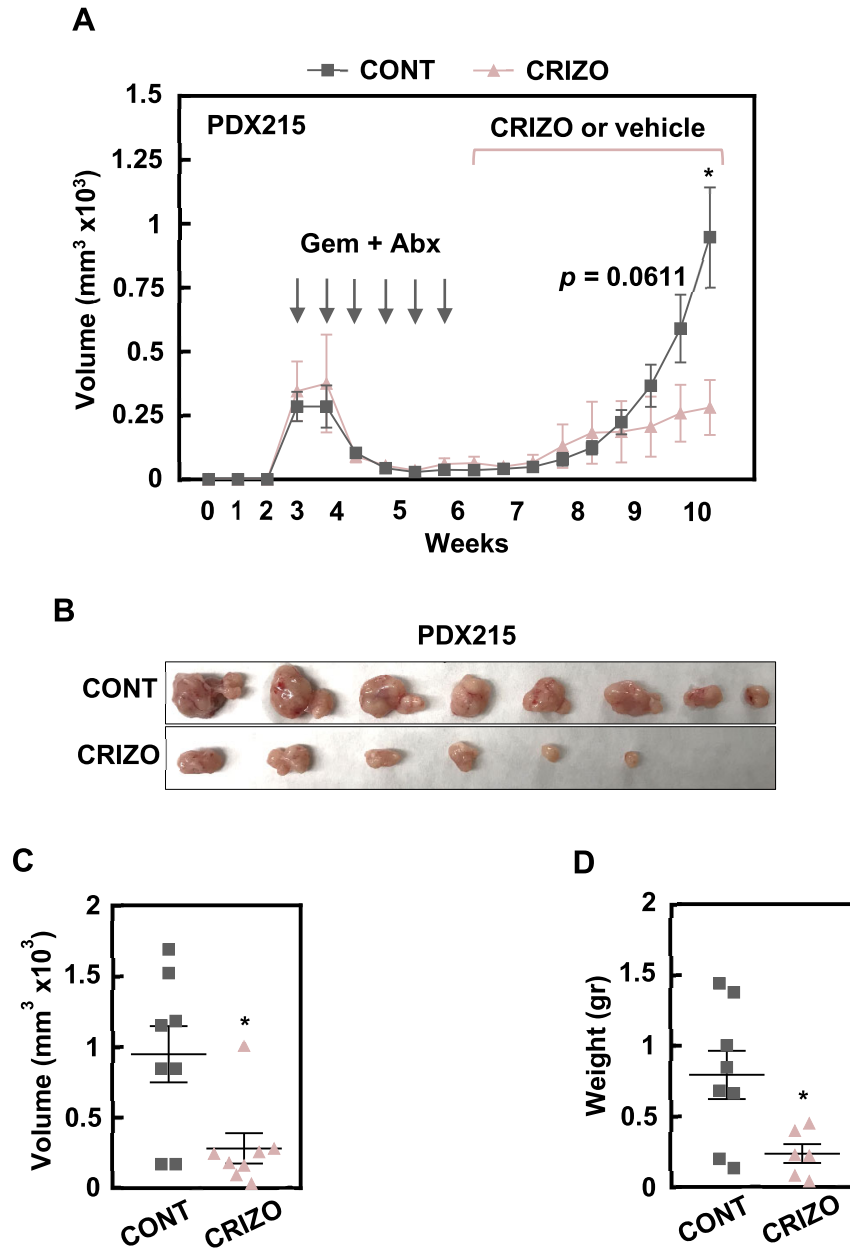 A
CONT CRIZO
PDX215
CRIZO or vehicle
Gem + Abx
p = 0.0611
*
Volume (mm³ x10³)
1.5
1.25
1
0.75
0.5
0.25
0
0 1 2 3 4 5 6 7 8 9 10
Weeks
B
PDX215
CONT
CRIZO
C
Volume (mm³ x10³)
2
1.5
1
0.5
0
*
CONT CRIZO
D
Weight (gr)
2
1.5
1
0.5
0
*
CONT CRIZO